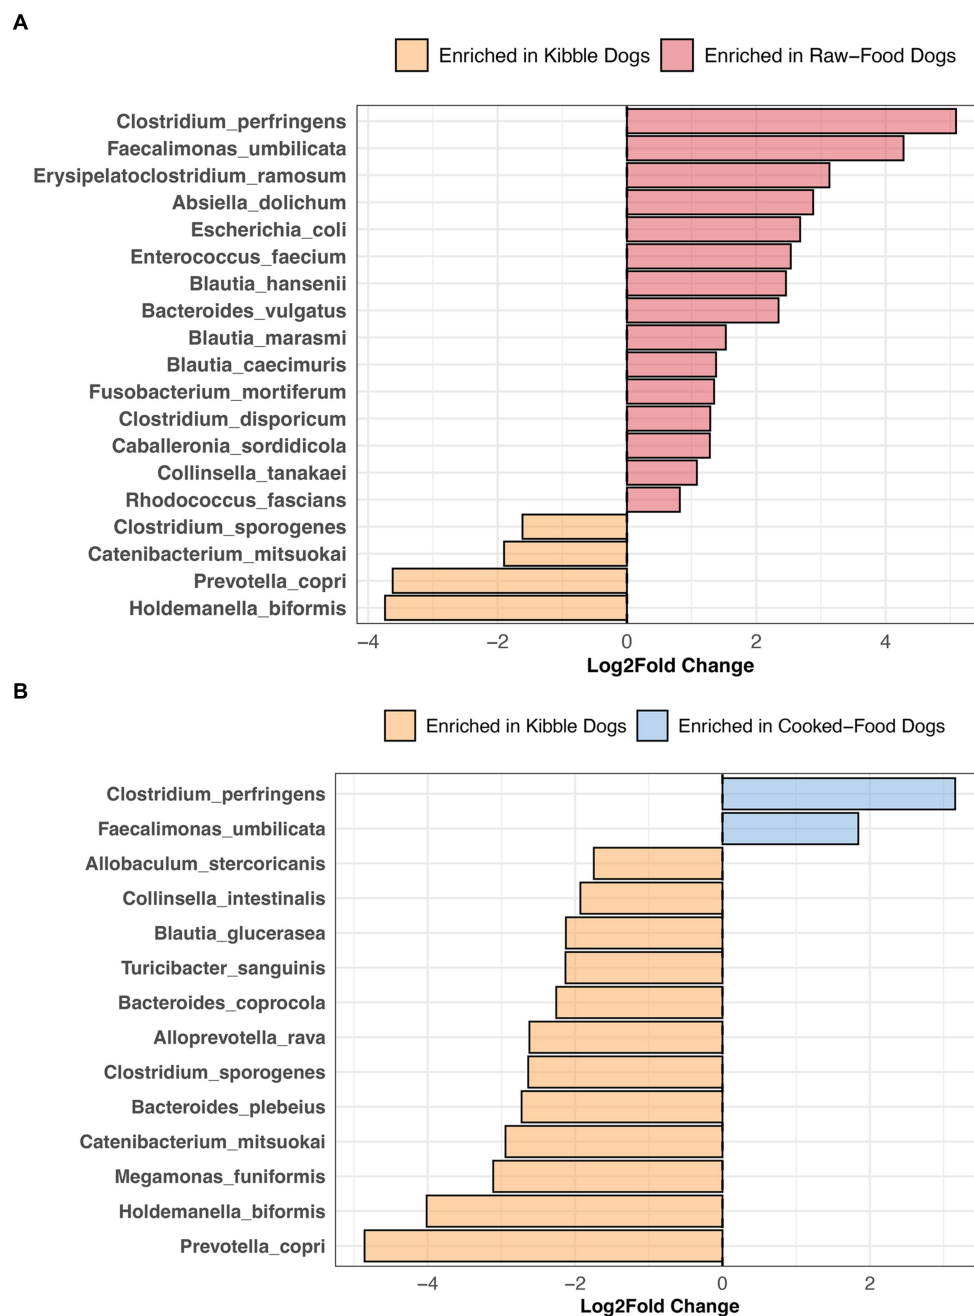 A
Enriched in Kibble Dogs Enriched in Raw-Food Dogs
Clostridium_perfringens
Faecalimonas_umbilicata
Erysipelatoclostridium_ramosum
Absiella_dolichum
Escherichia_coli
Enterococcus_faecium
Blautia_hansenii
Bacteroides_vulgatus
Blautia_marasmi
Blautia_caecimuris
Fusobacterium_mortiferum
Clostridium_disporicum
Caballeronia_sordidicola
Collinsella_tanakaei
Rhodococcus_fascians
Clostridium_sporogenes
Catenibacterium_mitsuokai
Prevotella_copri
Holdemanella_biformis
−4 −2 0 2 4
Log2Fold Change
B
Enriched in Kibble Dogs Enriched in Cooked-Food Dogs
Clostridium_perfringens
Faecalimonas_umbilicata
Allobaculum_stercoricanis
Collinsella_intestinalis
Blautia_glucerasea
Turicibacter_sanguinis
Bacteroides_coprocola
Alloprevotella_rava
Clostridium_sporogenes
Bacteroides_plebeius
Catenibacterium_mitsuokai
Megamonas_funiformis
Holdemanella_biformis
Prevotella_copri
−4 −2 0 2
Log2Fold Change